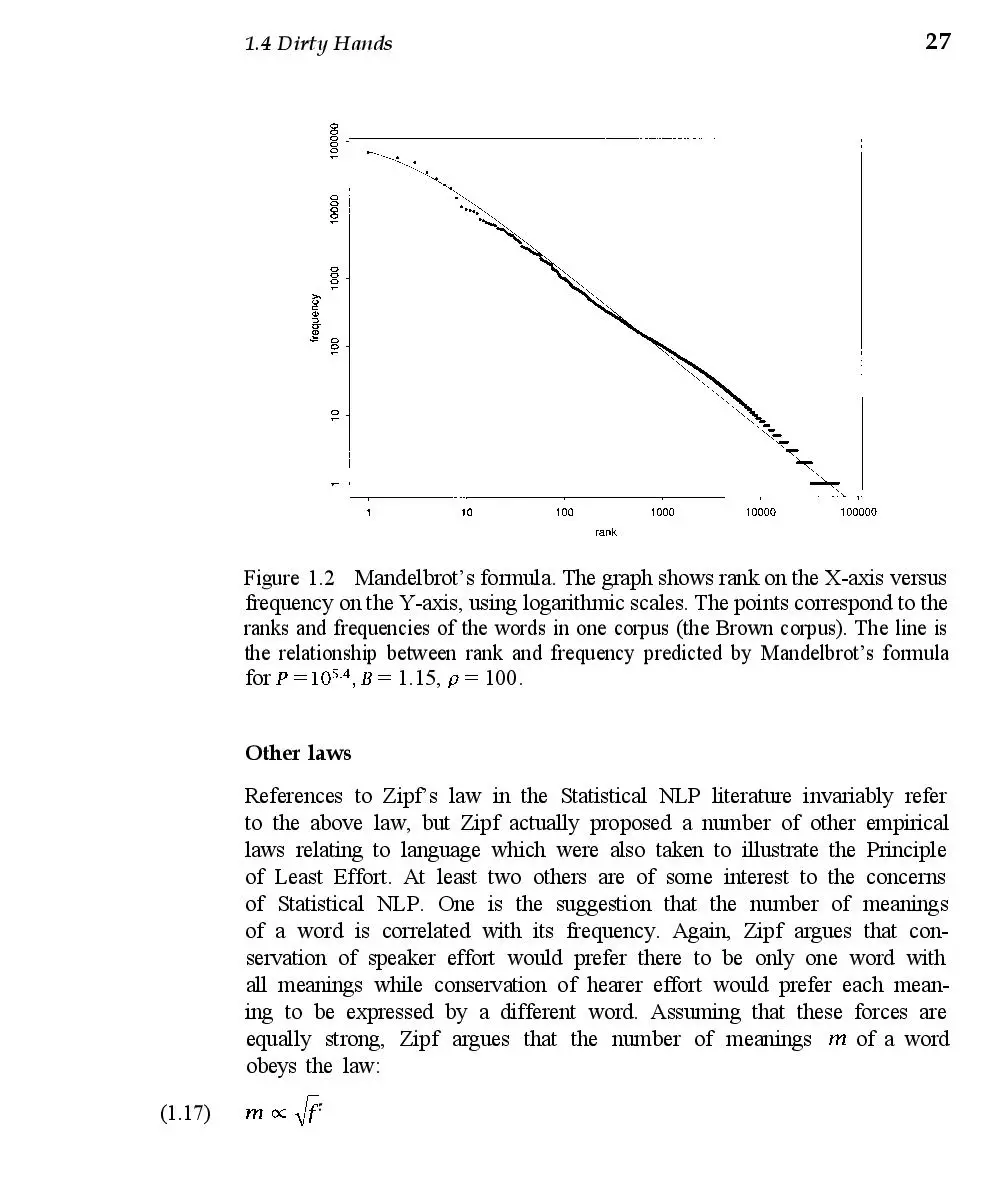 1.4 Dirty Hands 27
100000
10000
1000
100
10
1
frequency
1 10 100 1000 10000 100000
rank
Figure 1.2 Mandelbrot's formula. The graph shows rank on the X-axis versus
frequency on the Y-axis, using logarithmic scales. The points correspond to the
ranks and frequencies of the words in one corpus (the Brown corpus). The line is
the relationship between rank and frequency predicted by Mandelbrot's formula
for P = 10^5.4, B = 1.15, ρ = 100.
Other laws
References to Zipf's law in the Statistical NLP literature invariably refer
to the above law, but Zipf actually proposed a number of other empirical
laws relating to language which were also taken to illustrate the Principle
of Least Effort. At least two others are of some interest to the concerns
of Statistical NLP. One is the suggestion that the number of meanings
of a word is correlated with its frequency. Again, Zipf argues that con-
servation of speaker effort would prefer there to be only one word with
all meanings while conservation of hearer effort would prefer each mean-
ing to be expressed by a different word. Assuming that these forces are
equally strong, Zipf argues that the number of meanings m of a word
obeys the law:
(1.17) m ∝ √f